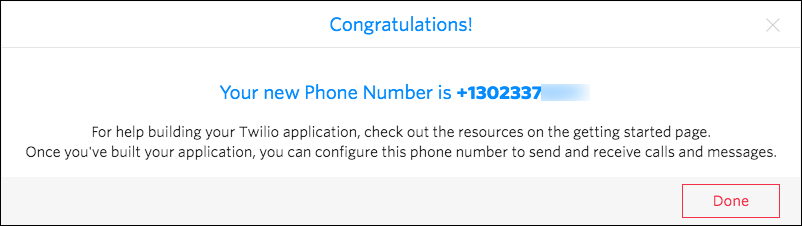 Congratulations!
Your new Phone Number is +1302337
For help building your Twilio application, check out the resources on the getting started page.
Once you've built your application, you can configure this phone number to send and receive calls and messages.
Done